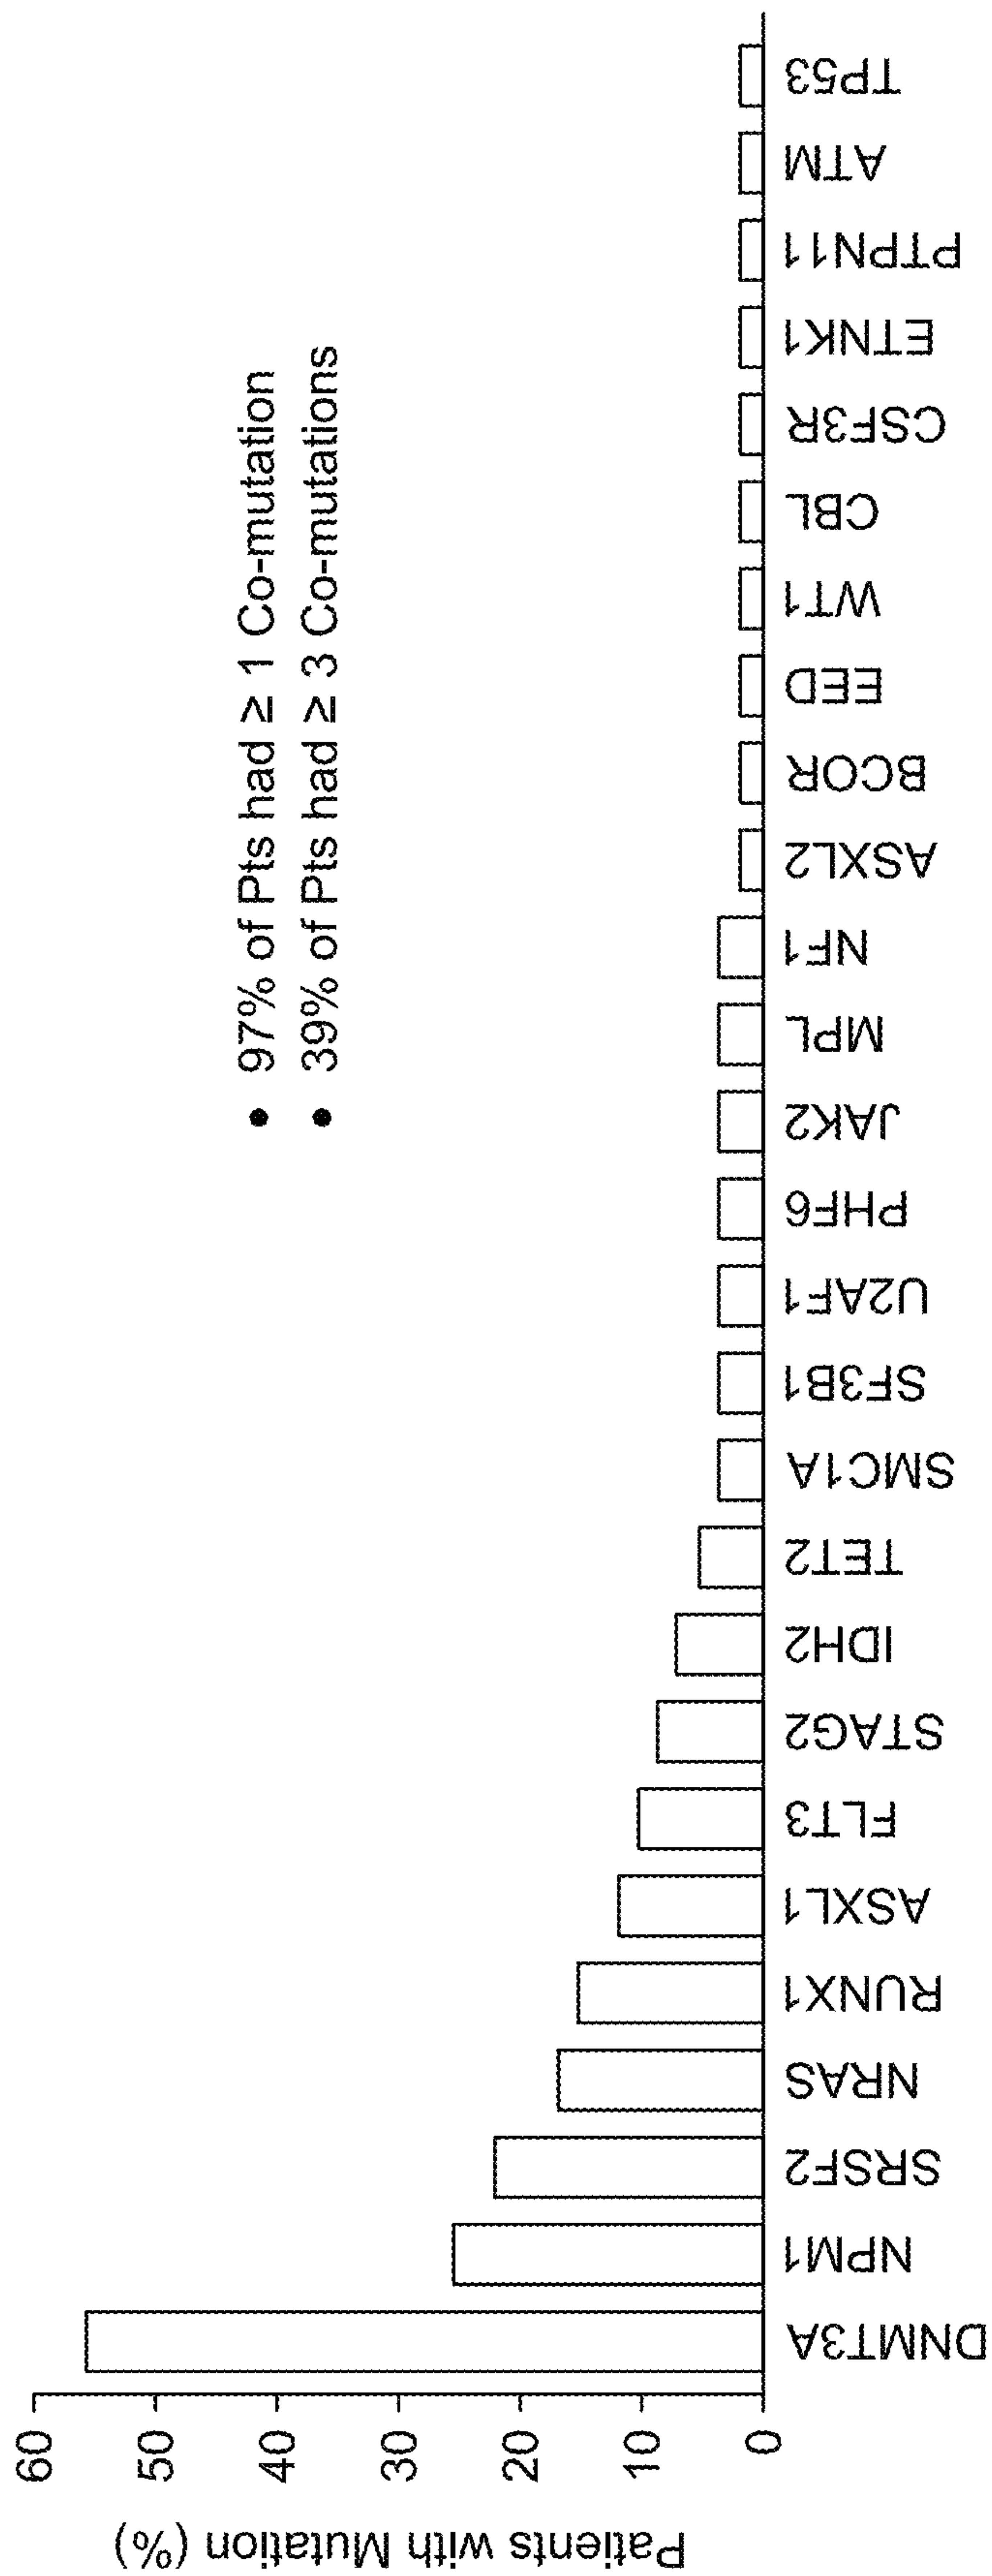 Patients with Mutation (%)
60
50
40
30
20
10
0
• 97% of Pts had ≥ 1 Co-mutation
• 39% of Pts had ≥ 3 Co-mutations
DNMT3A
NPM1
SRSF2
NRAS
RUNX1
ASXL1
FLT3
STAG2
IDH2
TET2
SMC1A
SF3B1
U2AF1
PHF6
JAK2
MPL
NF1
ASXL2
BCOR
EED
WT1
CBL
CSF3R
ETNK1
PTPN11
ATM
TP53